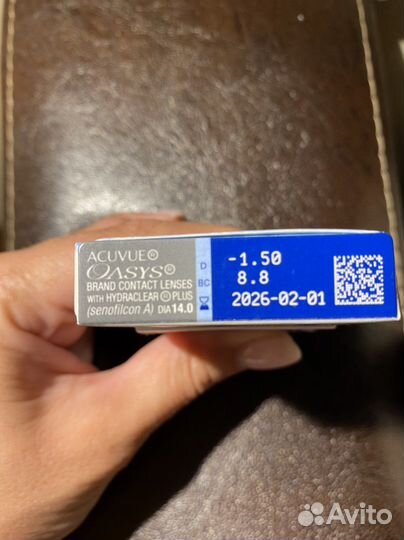 ACUVUE®
OASYS®
BRAND CONTACT LENSES
WITH HYDRACLEAR® PLUS
(senofilcon A) DIA 14.0
D -1.50
BC 8.8
2026-02-01
Avito